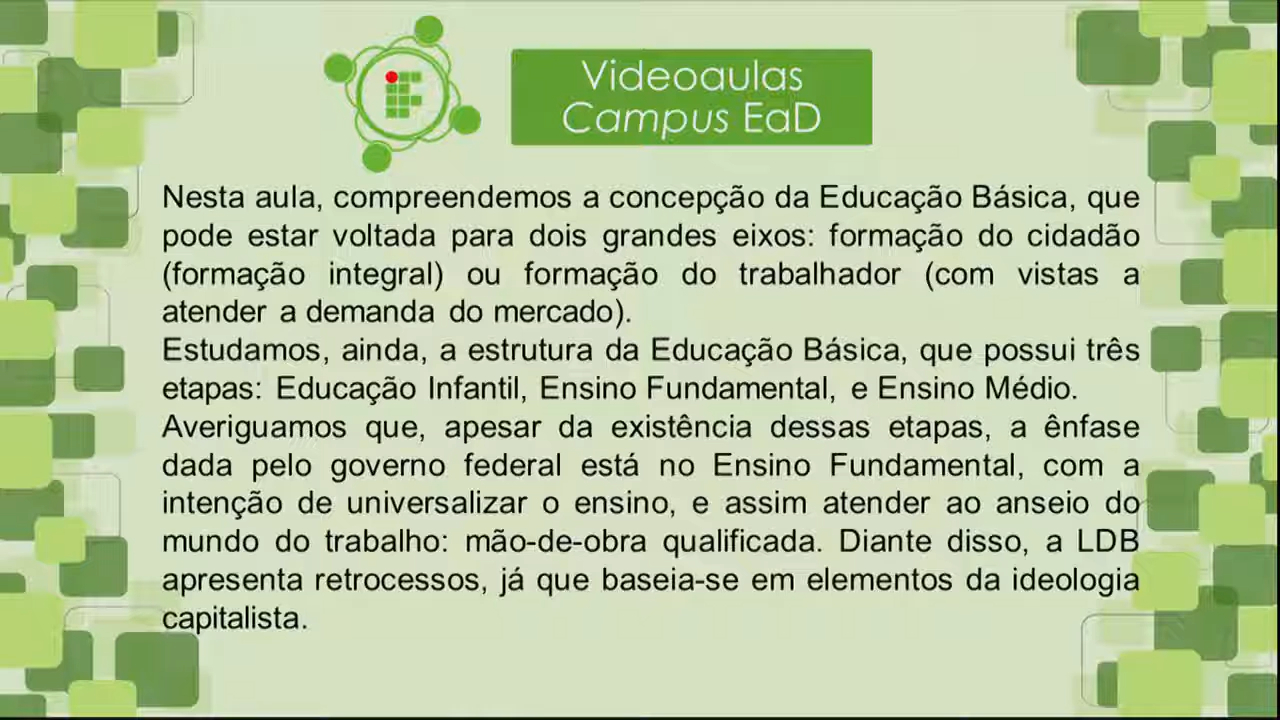 Videoaulas
Campus EaD
Nesta aula, compreendemos a concepção da Educação Básica, que
pode estar voltada para dois grandes eixos: formação do cidadão
(formação integral) ou formação do trabalhador (com vistas a
atender a demanda do mercado).
Estudamos, ainda, a estrutura da Educação Básica, que possui três
etapas: Educação Infantil, Ensino Fundamental, e Ensino Médio.
Averiguamos que, apesar da existência dessas etapas, a ênfase
dada pelo governo federal está no Ensino Fundamental, com a
intenção de universalizar o ensino, e assim atender ao anseio do
mundo do trabalho: mão-de-obra qualificada. Diante disso, a LDB
apresenta retrocessos, já que baseia-se em elementos da ideologia
capitalista.